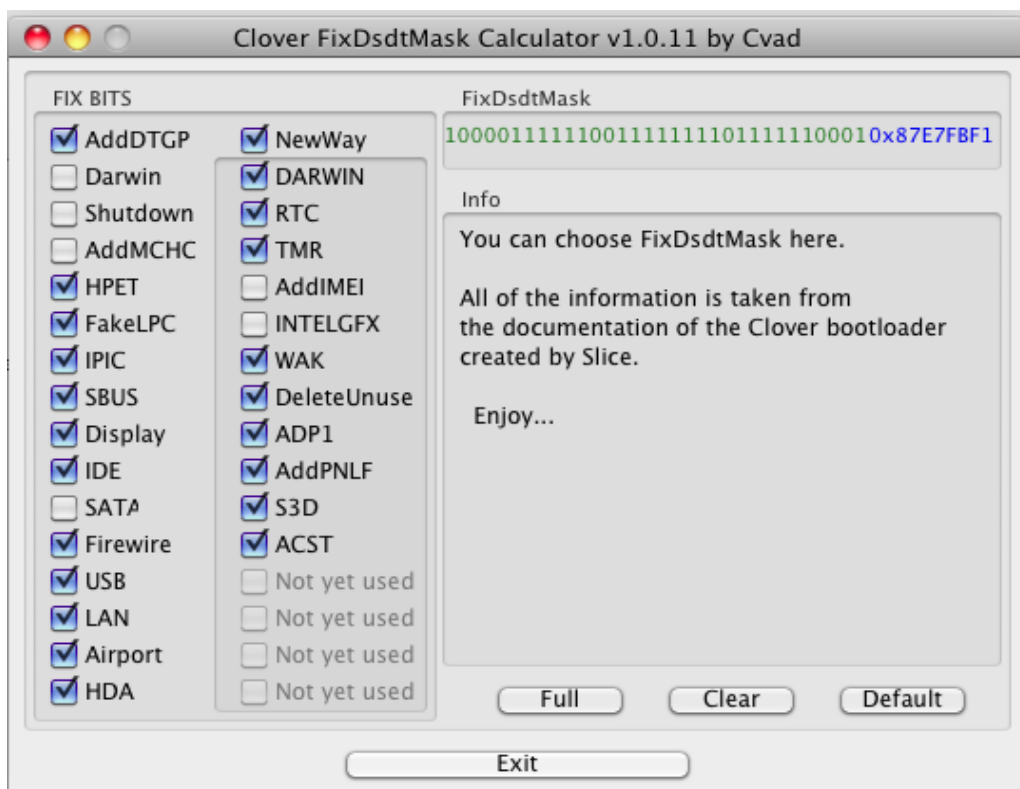 Clover FixDsdtMask Calculator v1.0.11 by Cvad
FIX BITS
AddDTGP
Darwin
Shutdown
AddMCHC
HPET
FakeLPC
IPIC
SBUS
Display
IDE
SATA
Firewire
USB
LAN
Airport
HDA
NewWay
DARWIN
RTC
TMR
AddIMEI
INTELGFX
WAK
DeleteUnuse
ADP1
AddPNLF
S3D
ACST
Not yet used
Not yet used
Not yet used
Not yet used
FixDsdtMask
10000111111001111111101111110001 0x87E7FBF1
Info
You can choose FixDsdtMask here.
All of the information is taken from
the documentation of the Clover bootloader
created by Slice.
Enjoy...
Full
Clear
Default
Exit